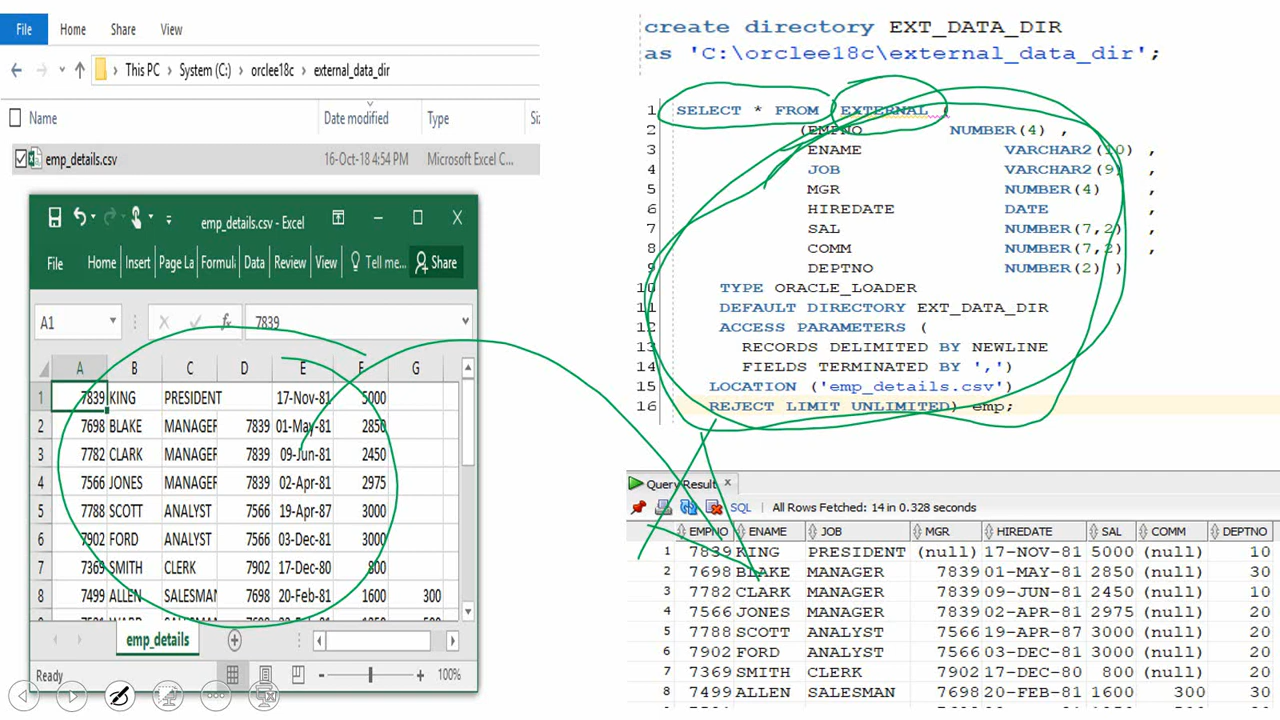 File Home Share View
This PC System (C:) orclee18c external_data_dir
Name Date modified Type
emp_details.csv 16-Oct-18 4:54 PM Microsoft Excel C...
emp_details.csv - Excel
File Home Insert Page La Formul Data Review View Tell me... Share
A1 fx 7839
A B C D E F G
1 7839 KING PRESIDENT 17-Nov-81 5000
2 7698 BLAKE MANAGER 7839 01-May-81 2850
3 7782 CLARK MANAGER 7839 09-Jun-81 2450
4 7566 JONES MANAGER 7839 02-Apr-81 2975
5 7788 SCOTT ANALYST 7566 19-Apr-87 3000
6 7902 FORD ANALYST 7566 03-Dec-81 3000
7 7369 SMITH CLERK 7902 17-Dec-80 800
8 7499 ALLEN SALESMAN 7698 20-Feb-81 1600 300
emp_details
Ready 100%
create directory EXT_DATA_DIR
as 'C:\orclee18c\external_data_dir';
1 SELECT * FROM EXTERNAL (
2 (EMPNO NUMBER(4) ,
3 ENAME VARCHAR2(10) ,
4 JOB VARCHAR2(9) ,
5 MGR NUMBER(4) ,
6 HIREDATE DATE ,
7 SAL NUMBER(7,2) ,
8 COMM NUMBER(7,2) ,
9 DEPTNO NUMBER(2) )
10 TYPE ORACLE_LOADER
11 DEFAULT DIRECTORY EXT_DATA_DIR
12 ACCESS PARAMETERS (
13 RECORDS DELIMITED BY NEWLINE
14 FIELDS TERMINATED BY ',')
15 LOCATION ('emp_details.csv')
16 REJECT LIMIT UNLIMITED) emp;
Query Result
SQL All Rows Fetched: 14 in 0.328 seconds
EMPNO ENAME JOB MGR HIREDATE SAL COMM DEPTNO
1 7839 KING PRESIDENT (null) 17-NOV-81 5000 (null) 10
2 7698 BLAKE MANAGER 7839 01-MAY-81 2850 (null) 30
3 7782 CLARK MANAGER 7839 09-JUN-81 2450 (null) 10
4 7566 JONES MANAGER 7839 02-APR-81 2975 (null) 20
5 7788 SCOTT ANALYST 7566 19-APR-87 3000 (null) 20
6 7902 FORD ANALYST 7566 03-DEC-81 3000 (null) 20
7 7369 SMITH CLERK 7902 17-DEC-80 800 (null) 20
8 7499 ALLEN SALESMAN 7698 20-FEB-81 1600 300 30